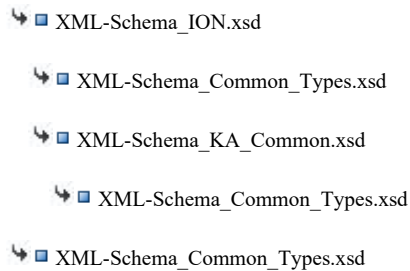 XML-Schema_ION.xsd
XML-Schema_Common_Types.xsd
XML-Schema_KA_Common.xsd
XML-Schema_Common_Types.xsd
XML-Schema_Common_Types.xsd